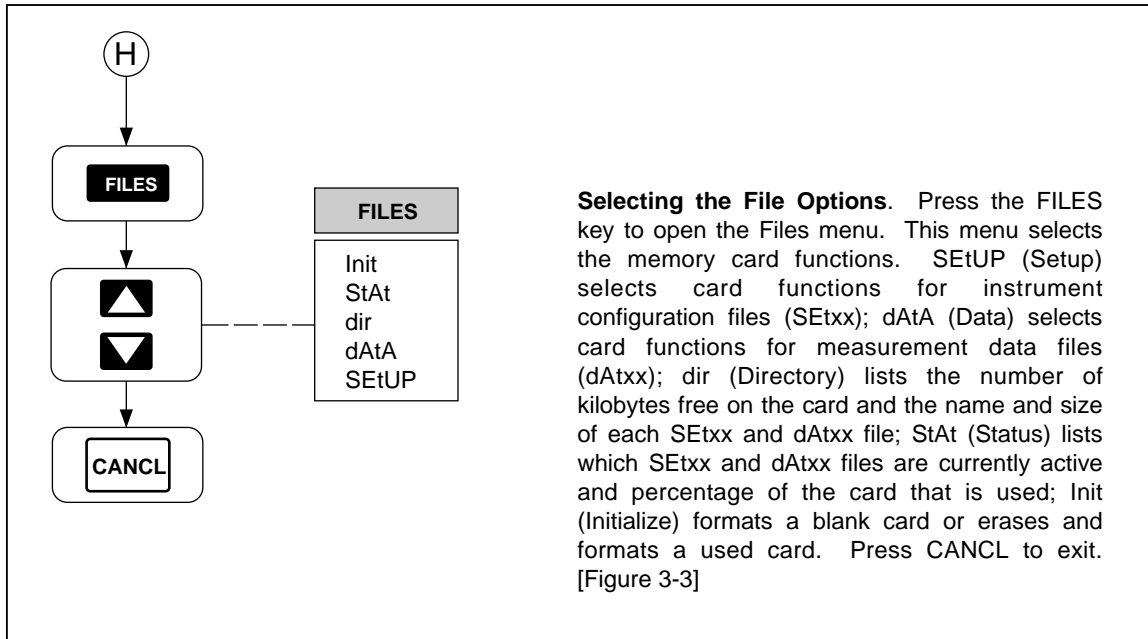 H
FILES
CANCL
FILES
Init
StAt
dir
dAtA
SEtUP
Selecting the File Options. Press the FILES
key to open the Files menu. This menu selects
the memory card functions. SEtUP (Setup)
selects card functions for instrument
configuration files (SEtxx); dAtA (Data) selects
card functions for measurement data files
(dAtxx); dir (Directory) lists the number of
kilobytes free on the card and the name and size
of each SEtxx and dAtxx file; StAt (Status) lists
which SEtxx and dAtxx files are currently active
and percentage of the card that is used; Init
(Initialize) formats a blank card or erases and
formats a used card. Press CANCL to exit.
[Figure 3-3]